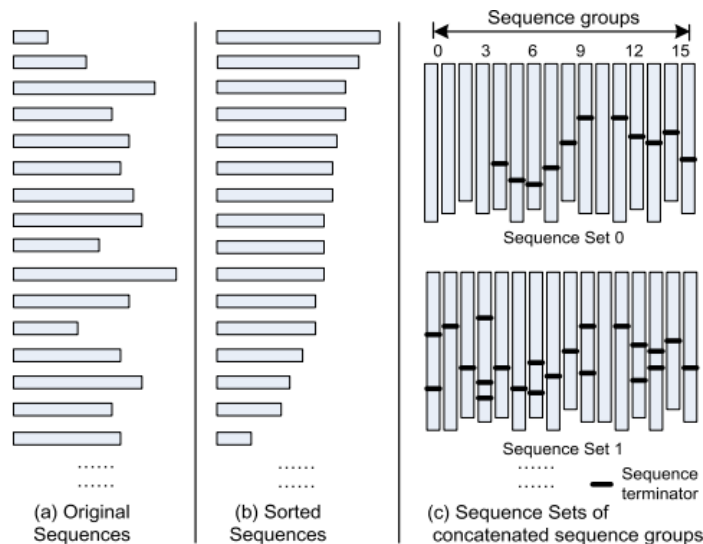 Sequence groups
0 3 6 9 12 15
Sequence Set 0
Sequence Set 1
......
......
......
......
......
......
Sequence
terminator
(a) Original
Sequences
(b) Sorted
Sequences
(c) Sequence Sets of
concatenated sequence groups